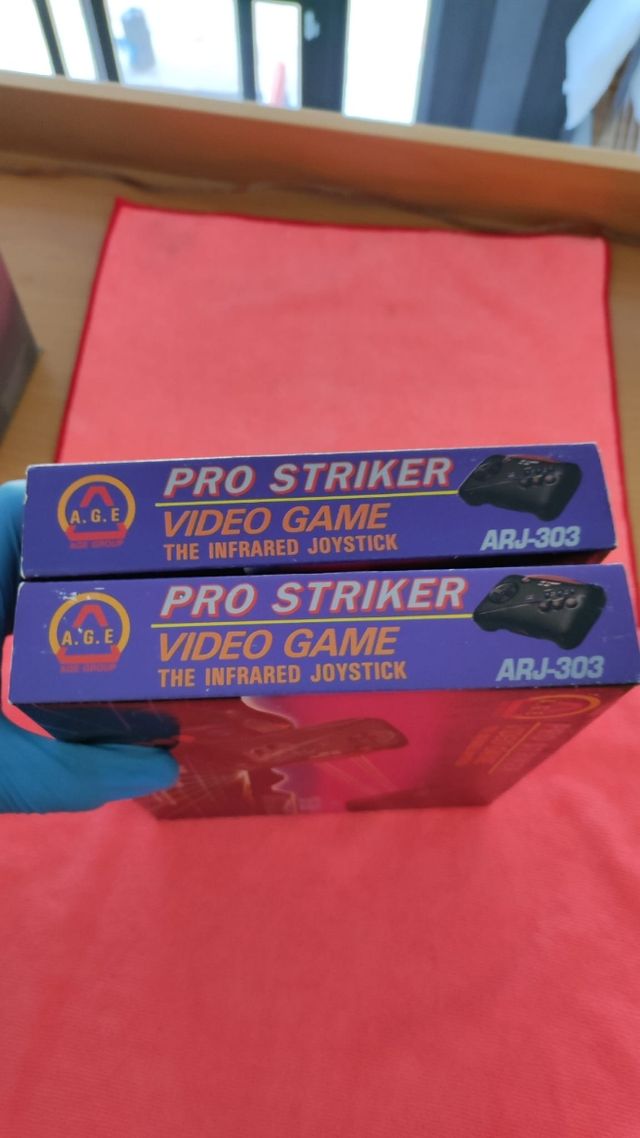 A.G.E
AGE GROUP
PRO STRIKER
VIDEO GAME
THE INFRARED JOYSTICK
ARJ-303
A.G.E
AGE GROUP
PRO STRIKER
VIDEO GAME
THE INFRARED JOYSTICK
ARJ-303